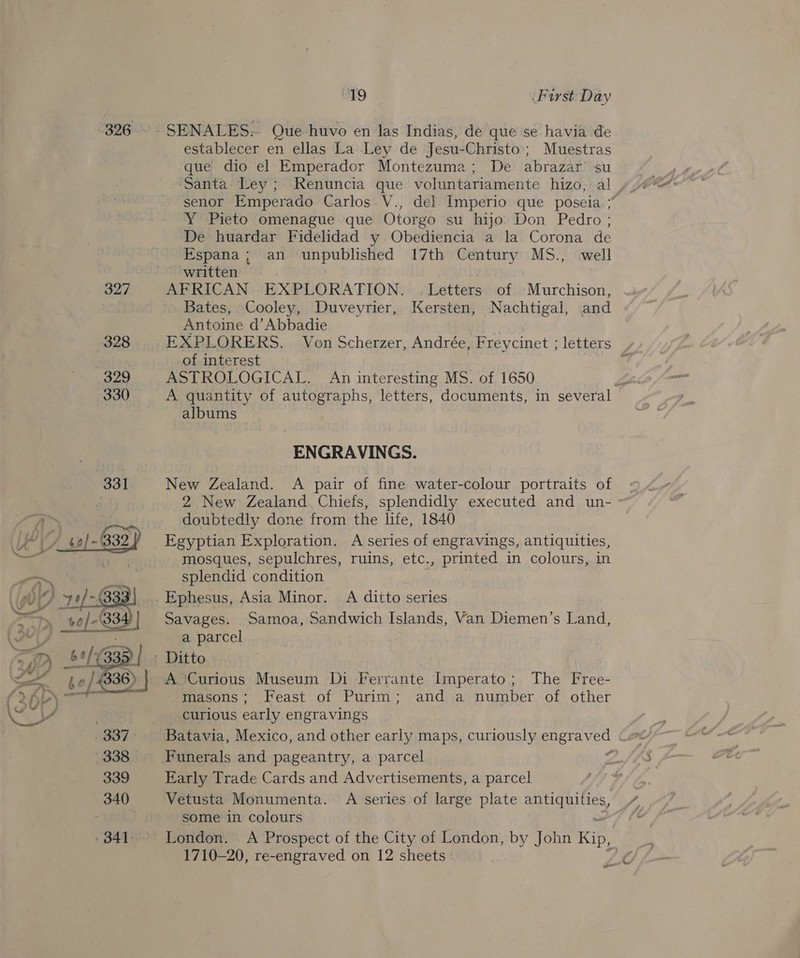 19 First Day
326 SENALES. Que huvo en las Indias, de que se havia de
establecer en ellas La Ley de Jesu-Christo; Muestras
que dio el Emperador Montezuma; De abrazar su
Santa Ley; Renuncia que voluntariamente hizo, al
senor Emperado Carlos V., del Imperio que poseia;
Y Pieto omenague que Otorgo su hijo Don Pedro;
De huardar Fidelidad y Obediencia a la Corona de
Espana; an unpublished 17th Century MS., well
written
327 AFRICAN EXPLORATION. Letters of Murchison,
Bates, Cooley, Duveyrier, Kersten, Nachtigal, and
Antoine d'Abbadie
328 EXPLORERS. Von Scherzer, Andrée, Freycinet; letters
of interest
329 ASTROLOGICAL. An interesting MS. of 1650
330 A quantity of autographs, letters, documents, in several
albums
ENGRAVINGS.
331 New Zealand. A pair of fine water-colour portraits of
2 New Zealand Chiefs, splendidly executed and un-
doubtedly done from the life, 1840
60/- 332 Egyptian Exploration. A series of engravings, antiquities,
mosques, sepulchres, ruins, etc., printed in colours, in
splendid condition
70/- 333 Ephesus, Asia Minor. A ditto series
60/- 334 Savages. Samoa, Sandwich Islands, Van Diemen's Land,
a parcel
335 Ditto
336 A Curious Museum Di Ferrante Imperato; The Free-
masons; Feast of Purim; and a number of other
curious early engravings
337 Batavia, Mexico, and other early maps, curiously engraved
338 Funerals and pageantry, a parcel
339 Early Trade Cards and Advertisements, a parcel
340 Vetusta Monumenta. A series of large plate antiquities,
some in colours
341 London. A Prospect of the City of London, by John Kip,
1710–20, re-engraved on 12 sheets